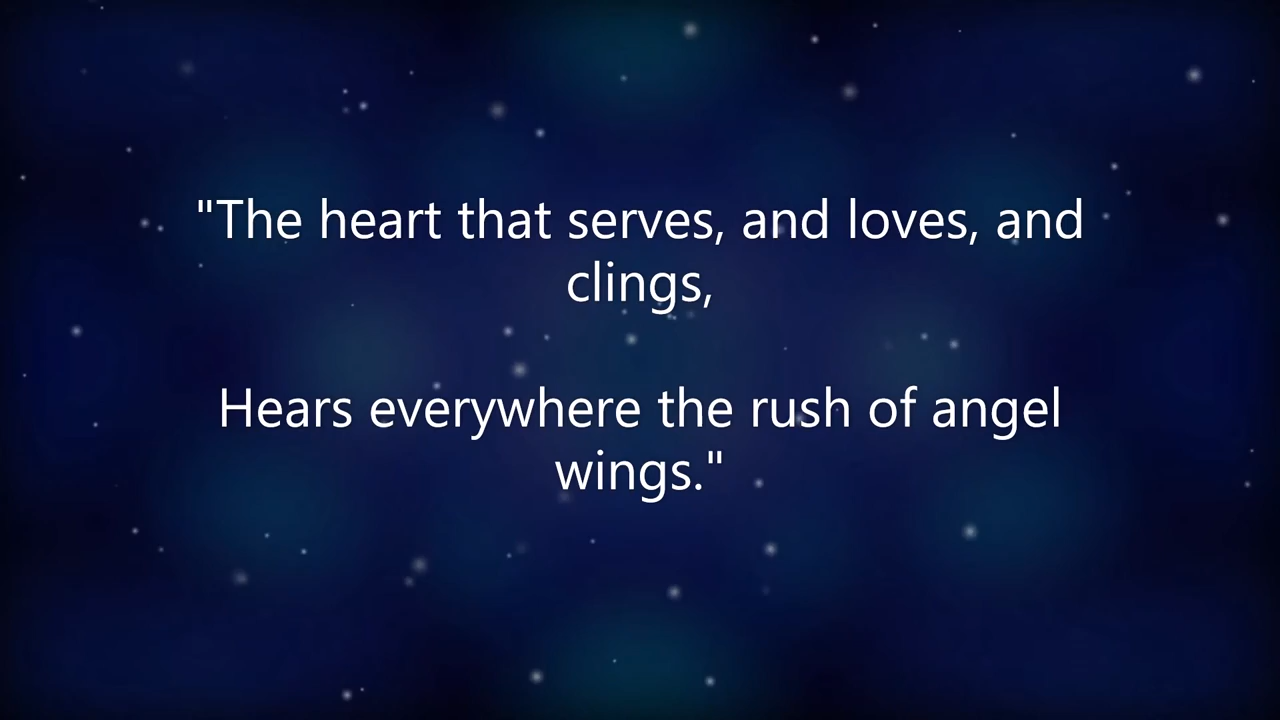 "The heart that serves, and loves, and
clings,
Hears everywhere the rush of angel
wings."